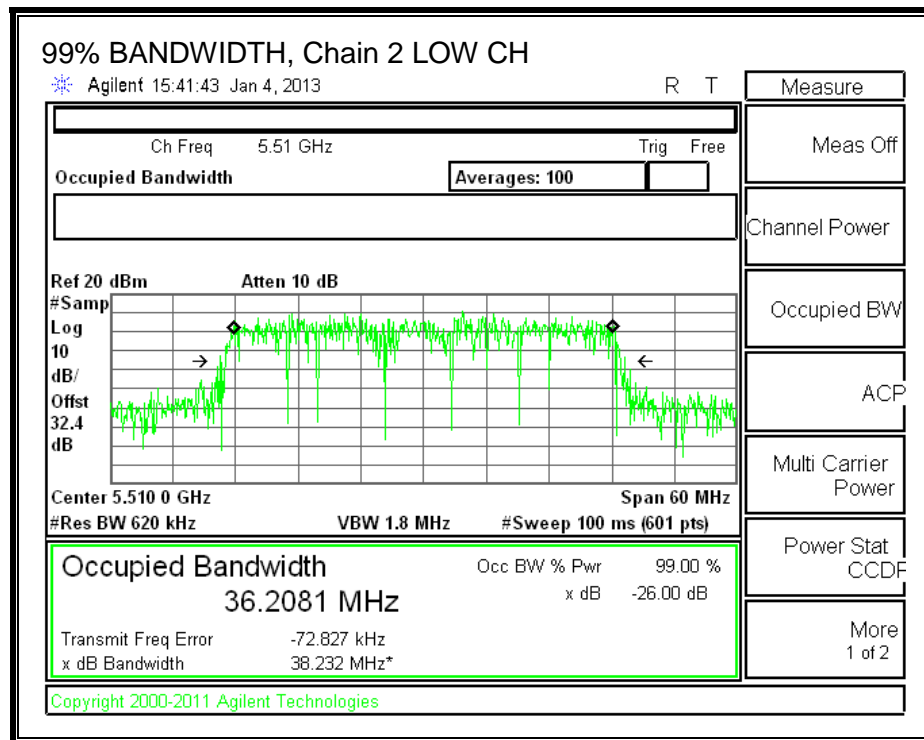 99% BANDWIDTH, Chain 2 LOW CH
Agilent 15:41:43 Jan 4, 2013 R T
Measure
Ch Freq 5.51 GHz Trig Free
Meas Off
Occupied Bandwidth Averages: 100
Channel Power
Ref 20 dBm Atten 10 dB
#Samp
Log
10
dB/
Offst
32.4
dB
Occupied BW
ACP
Center 5.510 0 GHz Span 60 MHz
#Res BW 620 kHz VBW 1.8 MHz #Sweep 100 ms (601 pts)
Multi Carrier
Power
Occupied Bandwidth Occ BW % Pwr 99.00 %
36.2081 MHz x dB -26.00 dB
Transmit Freq Error -72.827 kHz
x dB Bandwidth 38.232 MHz*
Power Stat
CCDF
More
1 of 2
Copyright 2000-2011 Agilent Technologies